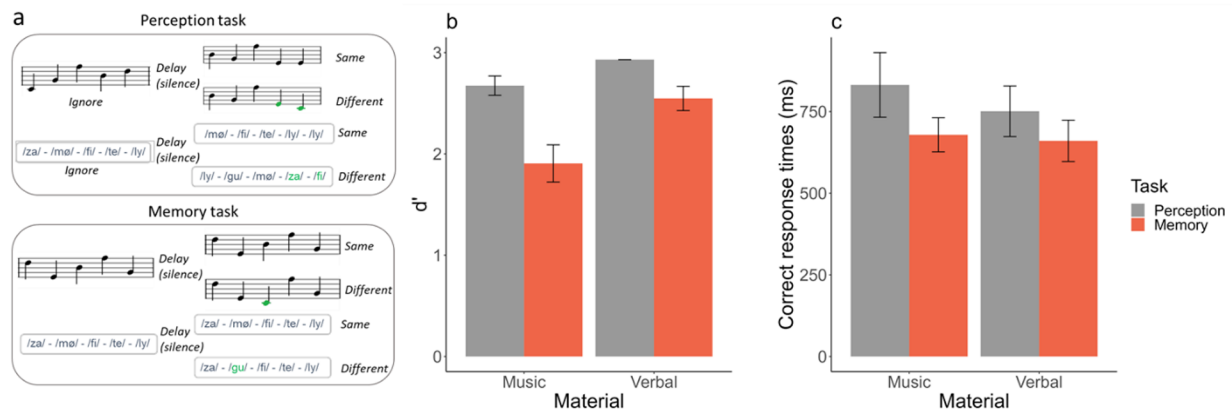 a
Perception task
Delay
(silence)
Ignore
Same
Different
/za/ - /mø/ - /fi/ - /te/ - /ly/
Ignore
Delay
(silence)
/mø/ - /fi/ - /te/ - /ly/ - /ly/
Same
/ly/ - /gu/ - /mø/ - /za/ - /fi/
Different
Memory task
Delay
(silence)
Same
Different
/za/ - /mø/ - /fi/ - /te/ - /ly/
Delay
(silence)
/za/ - /mø/ - /fi/ - /te/ - /ly/
Same
/za/ - /gu/ - /fi/ - /te/ - /ly/
Different
b
d'
3
2
1
0
Music
Verbal
Material
c
Correct response times (ms)
750
500
250
0
Music
Verbal
Material
Task
Perception
Memory